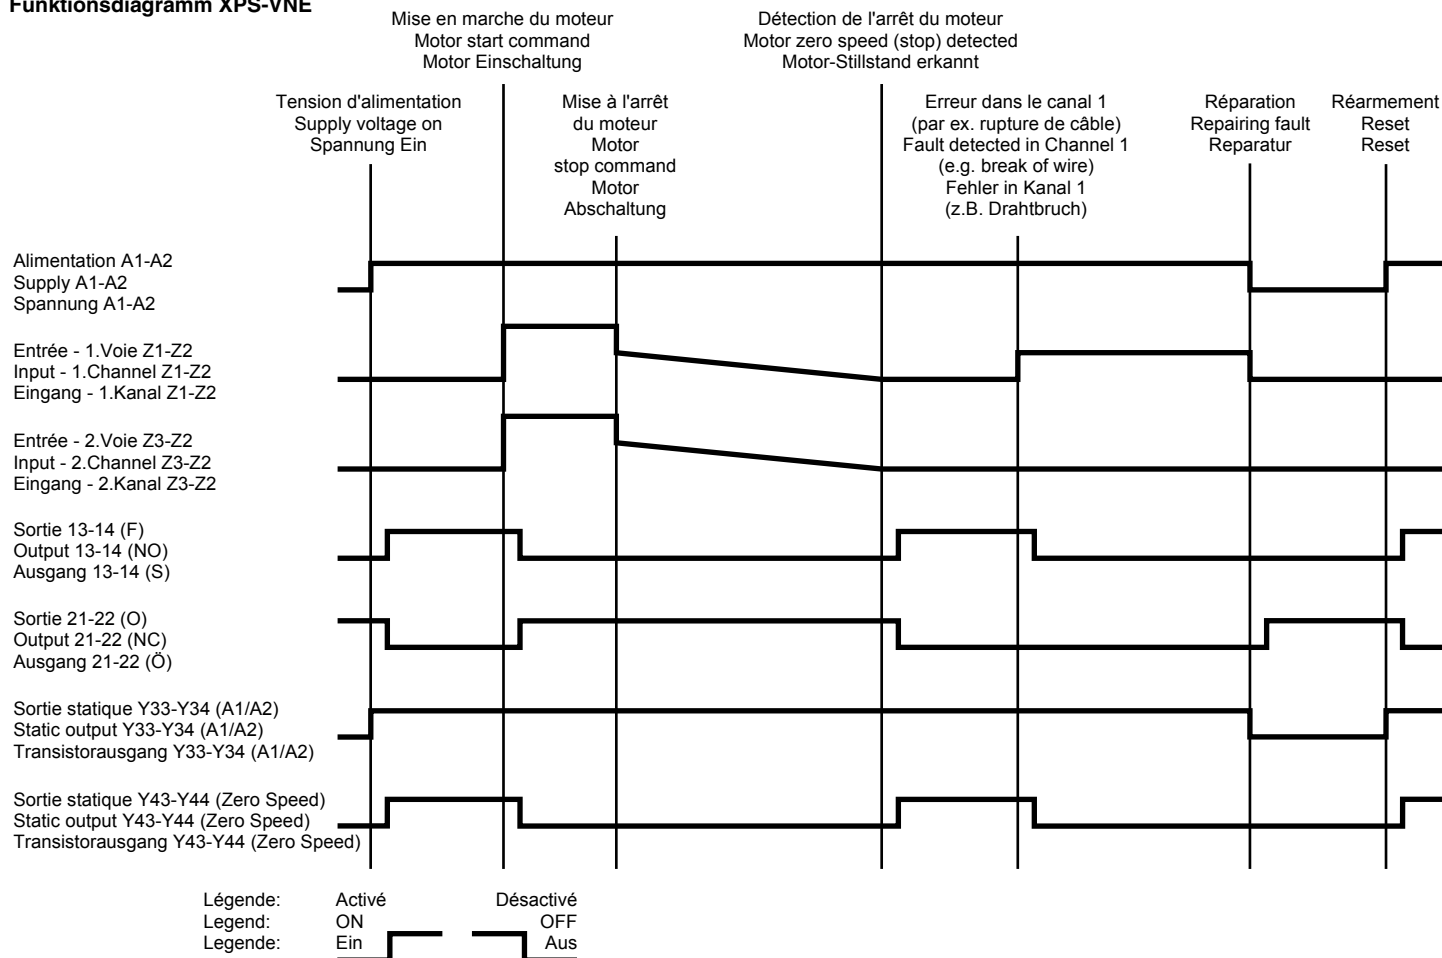 Funktionsdiagramm XPS-VNE
Mise en marche du moteur
Motor start command
Motor Einschaltung
Détection de l'arrêt du moteur
Motor zero speed (stop) detected
Motor-Stillstand erkannt
Tension d'alimentation
Supply voltage on
Spannung Ein
Mise à l'arrêt
du moteur
Motor
stop command
Motor
Abschaltung
Erreur dans le canal 1
(par ex. rupture de câble)
Fault detected in Channel 1
(e.g. break of wire)
Fehler in Kanal 1
(z.B. Drahtbruch)
Réparation
Repairing fault
Reparatur
Réarmement
Reset
Reset
Alimentation A1-A2
Supply A1-A2
Spannung A1-A2
Entrée - 1.Voie Z1-Z2
Input - 1.Channel Z1-Z2
Eingang - 1.Kanal Z1-Z2
Entrée - 2.Voie Z3-Z2
Input - 2.Channel Z3-Z2
Eingang - 2.Kanal Z3-Z2
Sortie 13-14 (F)
Output 13-14 (NO)
Ausgang 13-14 (S)
Sortie 21-22 (O)
Output 21-22 (NC)
Ausgang 21-22 (Ö)
Sortie statique Y33-Y34 (A1/A2)
Static output Y33-Y34 (A1/A2)
Transistorausgang Y33-Y34 (A1/A2)
Sortie statique Y43-Y44 (Zero Speed)
Static output Y43-Y44 (Zero Speed)
Transistorausgang Y43-Y44 (Zero Speed)
Légende: Activé Désactivé
Legend: ON OFF
Legende: Ein Aus